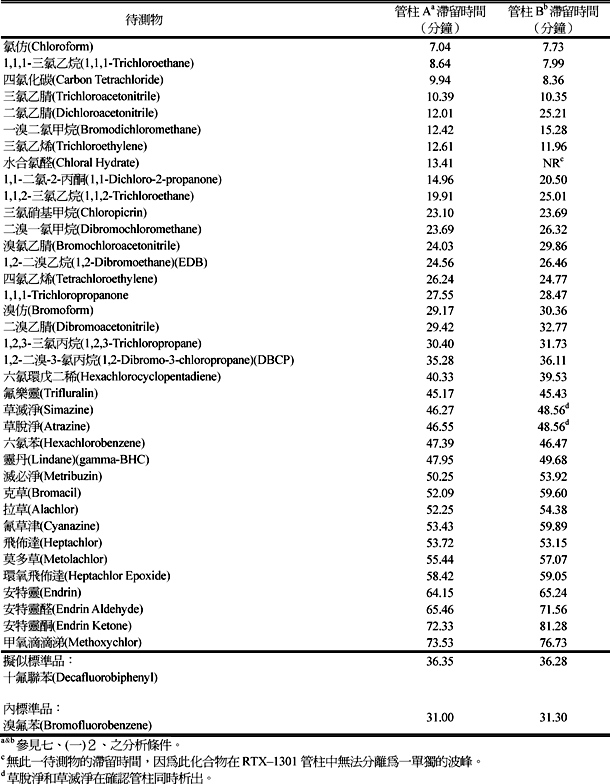 待測物 管柱 Aa 滯留時間 管柱 Bb 滯留時間
（分鐘） （分鐘）
氯仿(Chloroform) 7.04 7.73
1,1,1-三氯乙烷(1,1,1-Trichloroethane) 8.64 7.99
四氯化碳(Carbon Tetrachloride) 9.94 8.36
三氯乙腈(Trichloroacetonitrile) 10.39 10.35
二氯乙腈(Dichloroacetonitrile) 12.01 25.21
一溴二氯甲烷(Bromodichloromethane) 12.42 15.28
三氯乙烯(Trichloroethylene) 12.61 11.96
水合氯醛(Chloral Hydrate) 13.41 NRc
1,1-二氯-2-丙酮(1,1-Dichloro-2-propanone) 14.96 20.50
1,1,2-三氯乙烷(1,1,2-Trichloroethane) 19.91 25.01
三氯硝基甲烷(Chloropicrin) 23.10 23.69
二溴一氯甲烷(Dibromochloromethane) 23.69 26.32
溴氯乙腈(Bromochloroacetonitrile) 24.03 29.86
1,2-二溴乙烷(1,2-Dibromoethane)(EDB) 24.56 26.46
四氯乙烯(Tetrachloroethylene) 26.24 24.77
1,1,1-Trichloropropanone 27.55 28.47
溴仿(Bromoform) 29.17 30.36
二溴乙腈(Dibromoacetonitrile) 29.42 32.77
1,2,3-三氯丙烷(1,2,3-Trichloropropane) 30.40 31.73
1,2-二溴-3-氯丙烷(1,2-Dibromo-3-chloropropane)(DBCP) 35.28 36.11
六氯環戊二稀(Hexachlorocyclopentadiene) 40.33 39.53
氟樂靈(Trifluralin) 45.17 45.43
草滅淨(Simazine) 46.27 48.56d
草脫淨(Atrazine) 46.55 48.56d
六氯苯(Hexachlorobenzene) 47.39 46.47
靈丹(Lindane)(gamma-BHC) 47.95 49.68
滅必淨(Metribuzin) 50.25 53.92
克草(Bromacil) 52.09 59.60
拉草(Alachlor) 52.25 54.38
氰草津(Cyanazine) 53.43 59.89
飛佈達(Heptachlor) 53.72 53.15
莫多草(Metolachlor) 55.44 57.07
環氧飛佈達(Heptachlor Epoxide) 58.42 59.05
安特靈(Endrin) 64.15 65.24
安特靈醛(Endrin Aldehyde) 65.46 71.56
安特靈酮(Endrin Ketone) 72.33 81.28
甲氧滴滴涕(Methoxychlor) 73.53 76.73
擬似標準品： 36.35 36.28
十氟聯苯(Decafluorobiphenyl)
內標準品：
溴氟苯(Bromofluorobenzene) 31.00 31.30
a&b 參見七、(一)２、之分析條件。
c 無此一待測物的滯留時間，因為此化合物在 RTX–1301 管柱中無法分離為一單獨的波峰。
d 草脫淨和草滅淨在確認管柱同時析出。